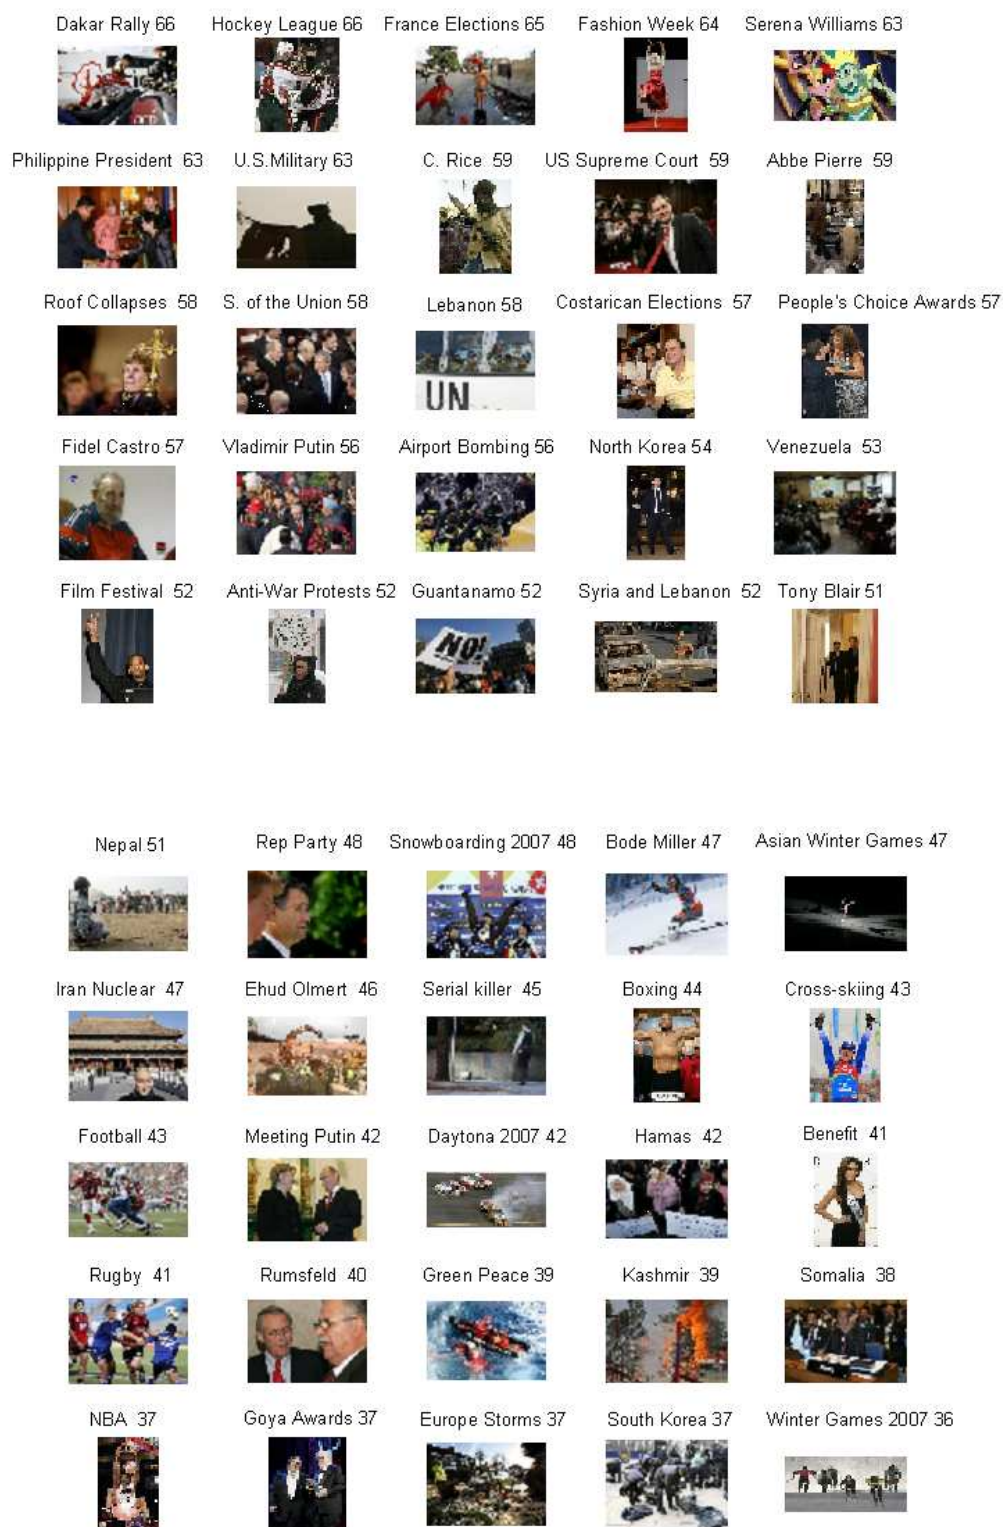 Dakar Rally 66 Hockey League 66 France Elections 65 Fashion Week 64 Serena Williams 63
Philippine President 63 U.S.Military 63 C. Rice 59 US Supreme Court 59 Abbe Pierre 59
Roof Collapses 58 S. of the Union 58 Lebanon 58 Costarican Elections 57 People's Choice Awards 57
UN
Fidel Castro 57 Vladimir Putin 56 Airport Bombing 56 North Korea 54 Venezuela 53
Film Festival 52 Anti-War Protests 52 Guantanamo 52 Syria and Lebanon 52 Tony Blair 51
NO!
Nepal 51 Rep Party 48 Snowboarding 2007 48 Bode Miller 47 Asian Winter Games 47
Iran Nuclear 47 Ehud Olmert 46 Serial killer 45 Boxing 44 Cross-skiing 43
Football 43 Meeting Putin 42 Daytona 2007 42 Hamas 42 Benefit 41
Rugby 41 Rumsfeld 40 Green Peace 39 Kashmir 39 Somalia 38
NBA 37 Goya Awards 37 Europe Storms 37 South Korea 37 Winter Games 2007 36